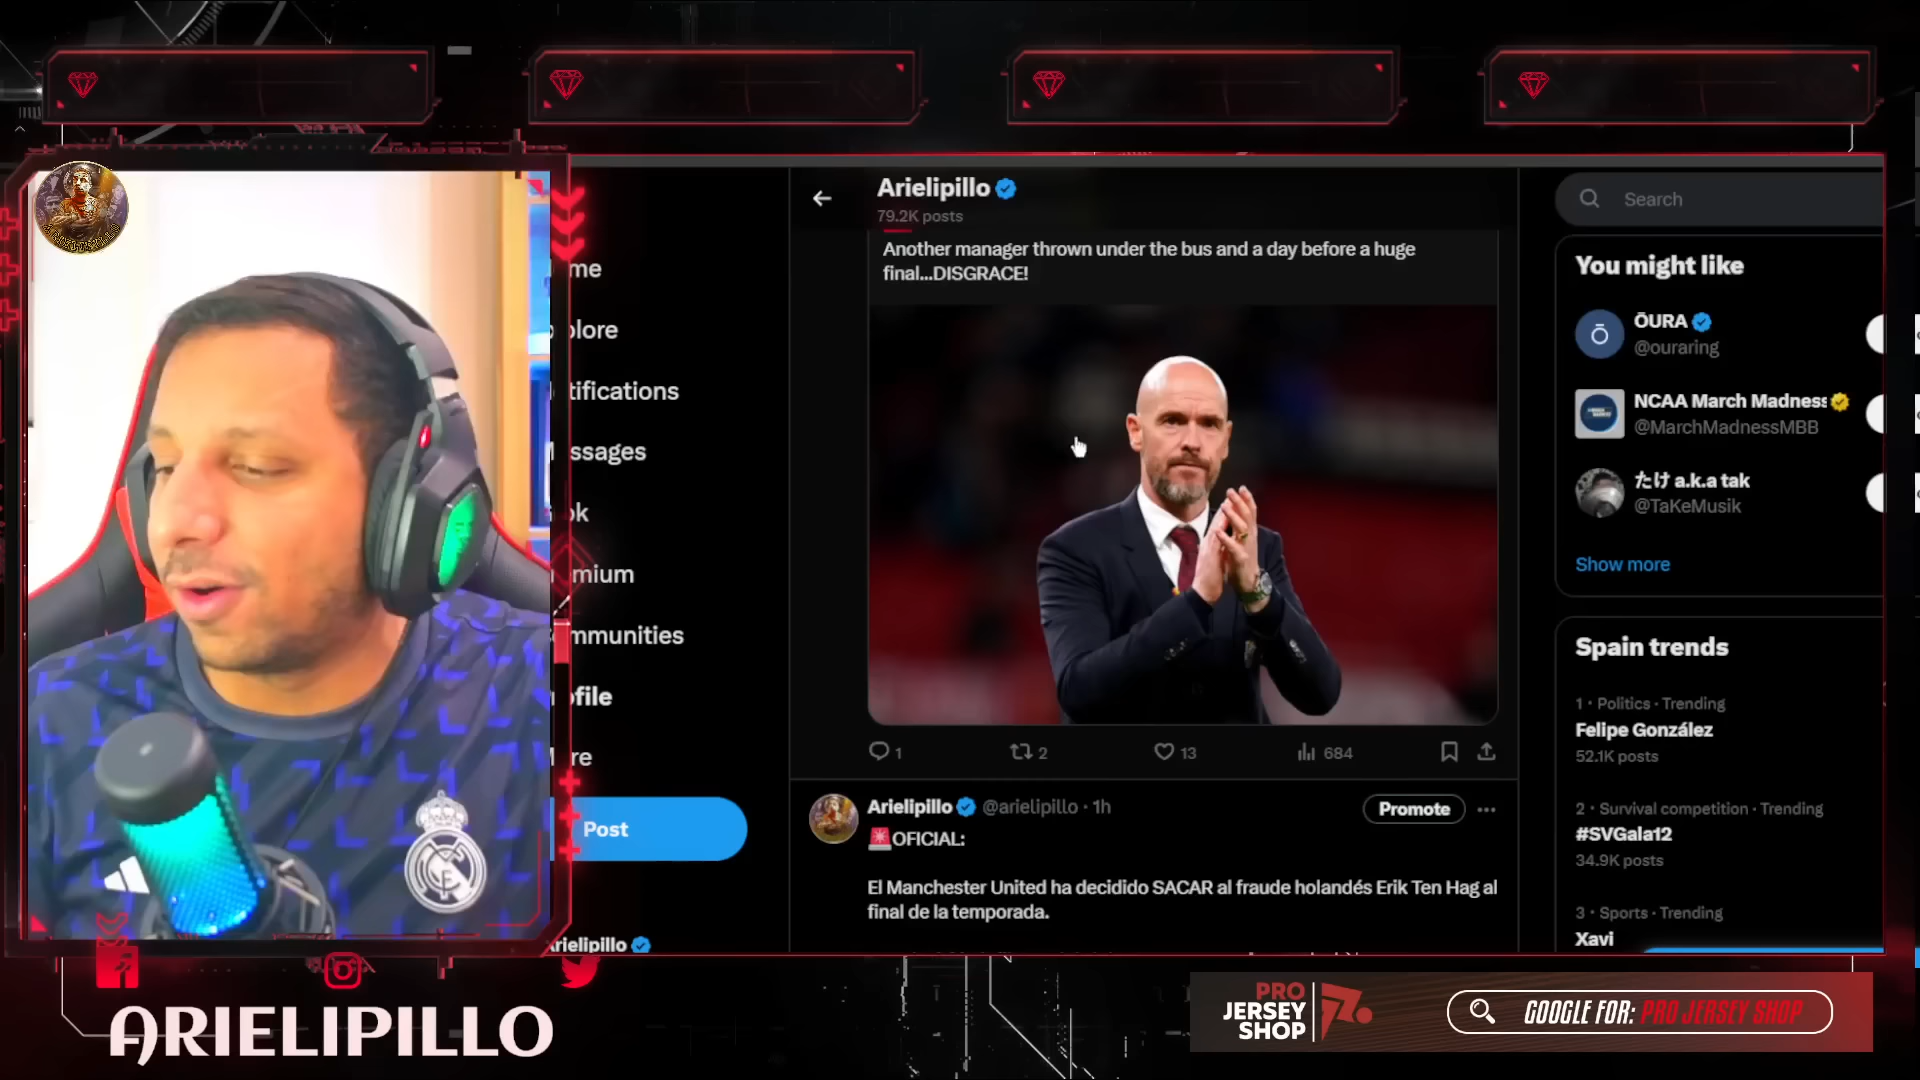 Arielipillo
79.2K posts
Another manager thrown under the bus and a day before a huge
final...DISGRACE!
1
2
13
684
Arielipillo @arielipillo · 1h
Promote
🚨OFICIAL:
El Manchester United ha decidido SACAR al fraude holandés Erik Ten Hag al
final de la temporada.
me
plore
tifications
ssages
ok
mium
mmunities
ofile
re
Post
rielipillo
Search
You might like
ŌURA
@ouraring
NCAA March Madness
@MarchMadnessMBB
たけ a.k.a tak
@TaKeMusik
Show more
Spain trends
1 · Politics · Trending
Felipe González
52.1K posts
2 · Survival competition · Trending
#SVGala12
34.9K posts
3 · Sports · Trending
Xavi
ARIELIPILLO
PRO
JERSEY
SHOP
GOOGLE FOR: PRO JERSEY SHOP